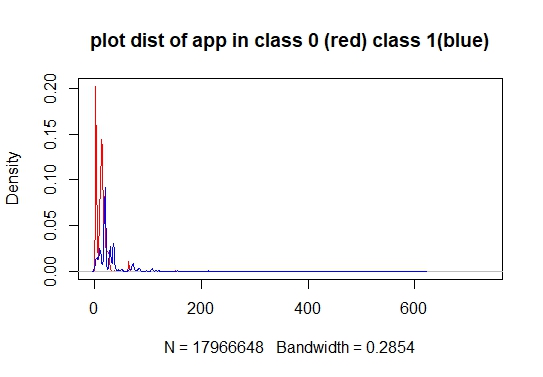 plot dist of app in class 0 (red) class 1(blue)
0.20
0.15
0.10
0.05
0.00
Density
0 200 400 600
N = 17966648 Bandwidth = 0.2854